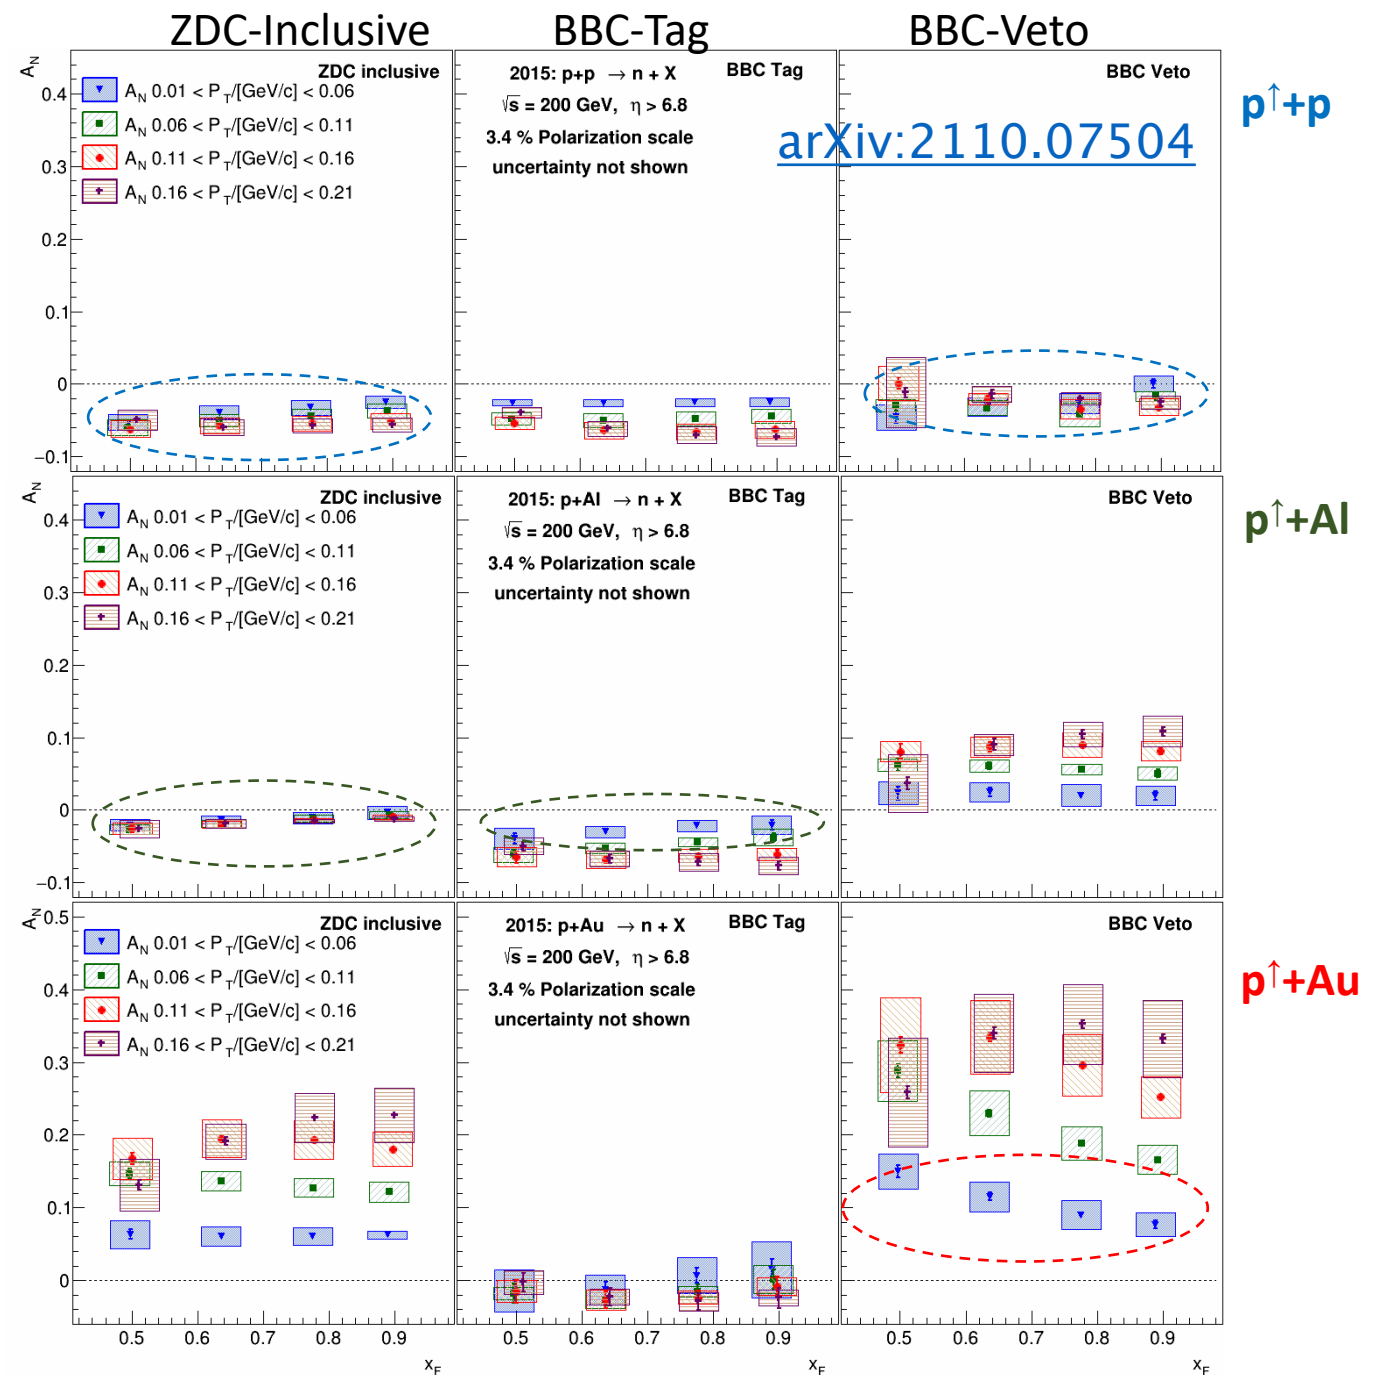 ZDC-Inclusive BBC-Tag BBC-Veto
A_N
ZDC inclusive
0.4
0.3
0.2
0.1
0
−0.1
A_N 0.01 < P_T/[GeV/c] < 0.06
A_N 0.06 < P_T/[GeV/c] < 0.11
A_N 0.11 < P_T/[GeV/c] < 0.16
A_N 0.16 < P_T/[GeV/c] < 0.21
2015: p+p → n + X
√s = 200 GeV, η > 6.8
3.4 % Polarization scale
uncertainty not shown
BBC Tag
BBC Veto
arXiv:2110.07504
p↑+p
A_N
ZDC inclusive
0.4
0.3
0.2
0.1
0
−0.1
A_N 0.01 < P_T/[GeV/c] < 0.06
A_N 0.06 < P_T/[GeV/c] < 0.11
A_N 0.11 < P_T/[GeV/c] < 0.16
A_N 0.16 < P_T/[GeV/c] < 0.21
2015: p+Al → n + X
√s = 200 GeV, η > 6.8
3.4 % Polarization scale
uncertainty not shown
BBC Tag
BBC Veto
p↑+Al
A_N
ZDC inclusive
0.5
0.4
0.3
0.2
0.1
0
A_N 0.01 < P_T/[GeV/c] < 0.06
A_N 0.06 < P_T/[GeV/c] < 0.11
A_N 0.11 < P_T/[GeV/c] < 0.16
A_N 0.16 < P_T/[GeV/c] < 0.21
2015: p+Au → n + X
√s = 200 GeV, η > 6.8
3.4 % Polarization scale
uncertainty not shown
BBC Tag
BBC Veto
p↑+Au
0.5 0.6 0.7 0.8 0.9 0.5 0.6 0.7 0.8 0.9 0.5 0.6 0.7 0.8 0.9
x_F x_F x_F